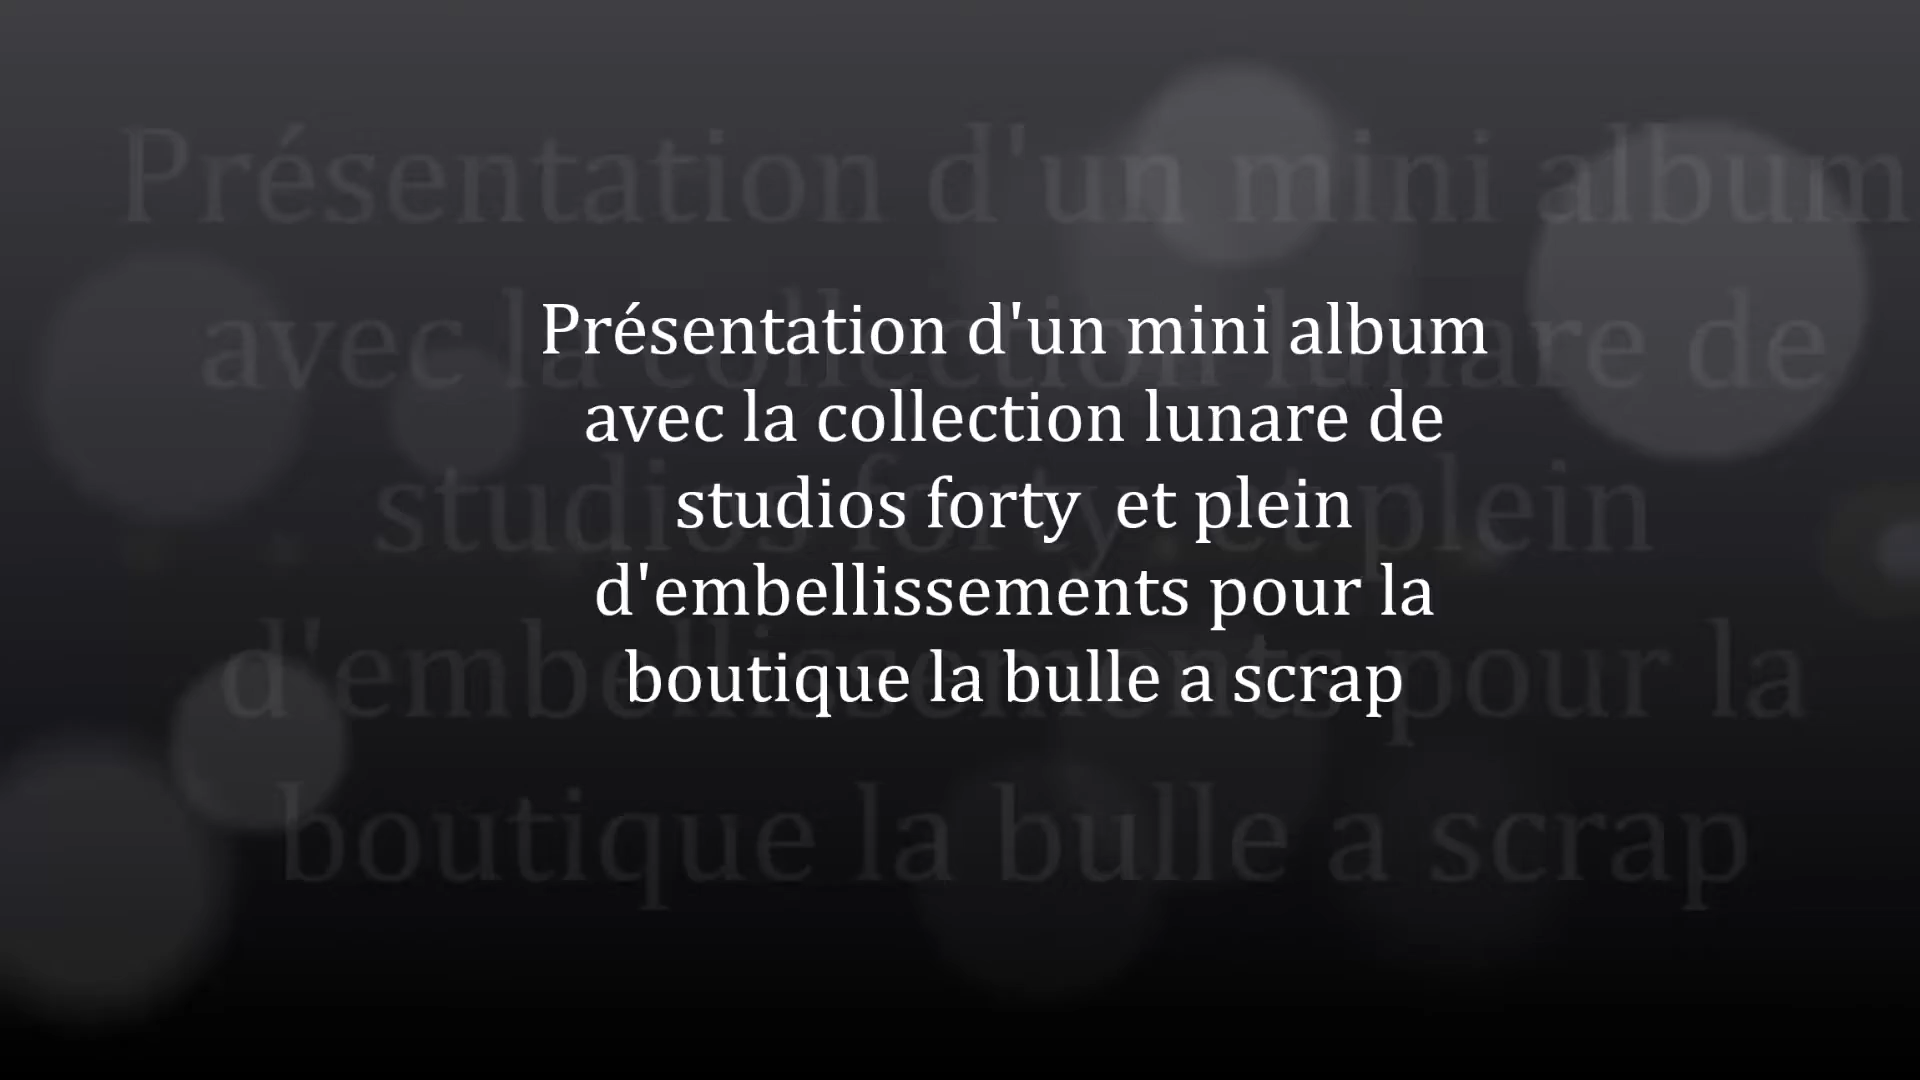 Présentation d'un mini album
avec la collection lunare de
studios forty  et plein
d'embellissements pour la
boutique la bulle a scrap